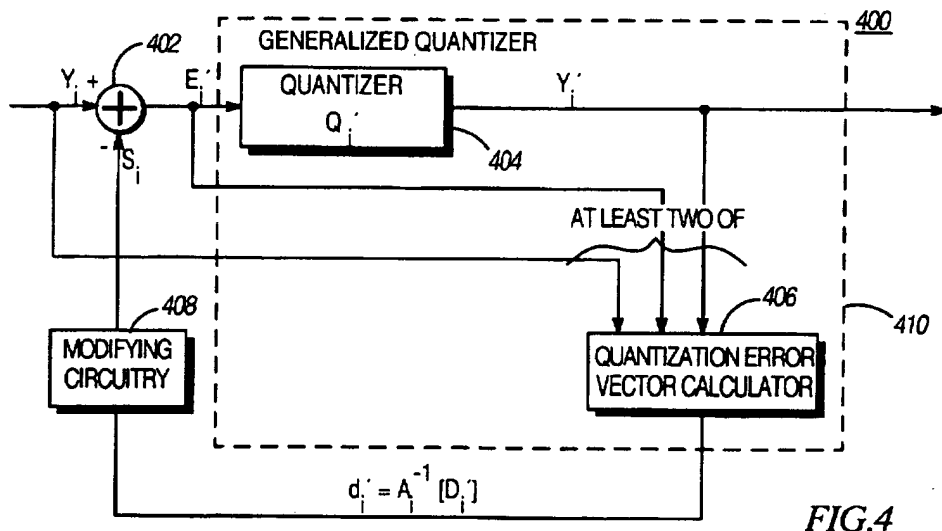 400
402
GENERALIZED QUANTIZER
Y_i + E_i′ QUANTIZER Y_i′
Q_i′
404
- S_i
AT LEAST TWO OF
408
406
410
MODIFYING
CIRCUITRY
QUANTIZATION ERROR
VECTOR CALCULATOR
d_i′ = A_i^-1 [D_i′]
FIG.4